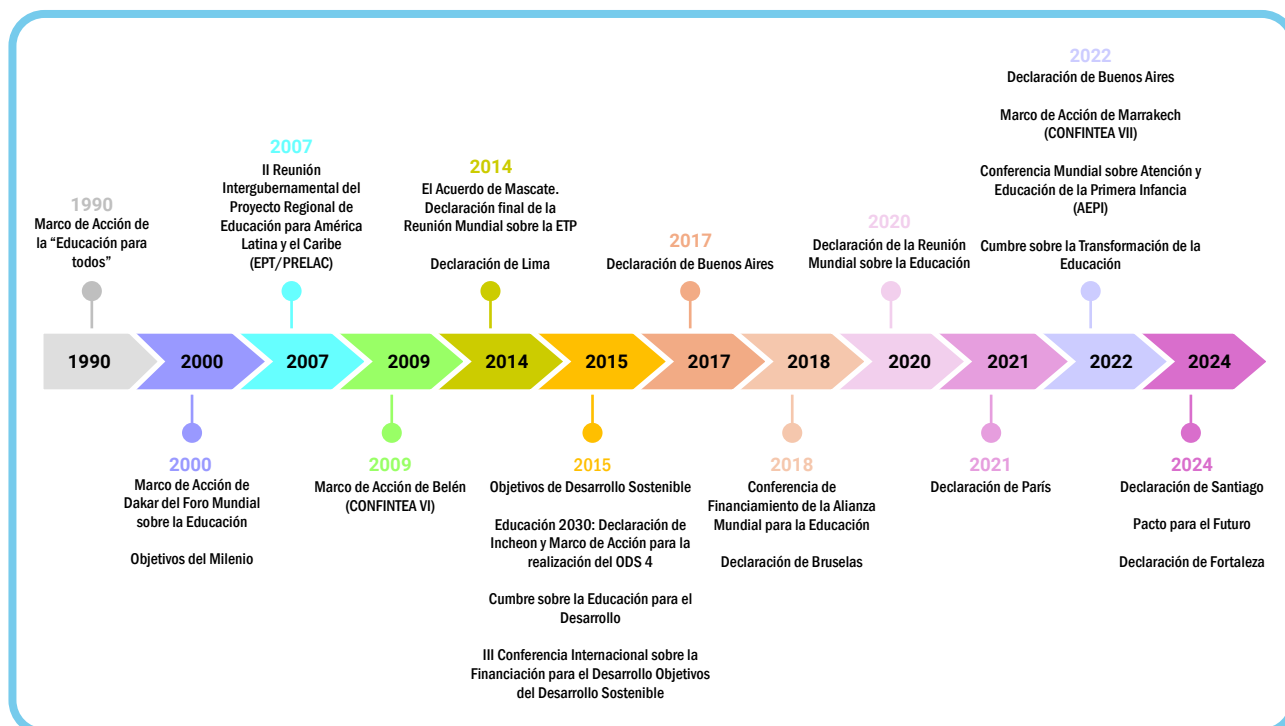 1990
Marco de Acción de
la “Educación para
todos”
2007
II Reunión
Intergubernamental del
Proyecto Regional de
Educación para América
Latina y el Caribe
(EPT/PRELAC)
2014
El Acuerdo de Mascate.
Declaración final de la
Reunión Mundial sobre la ETP
Declaración de Lima
2017
Declaración de Buenos Aires
2020
Declaración de la Reunión
Mundial sobre la Educación
2022
Declaración de Buenos Aires
Marco de Acción de Marrakech
(CONFINTEA VII)
Conferencia Mundial sobre Atención y
Educación de la Primera Infancia
(AEPI)
Cumbre sobre la Transformación de la
Educación
1990
2000
2007
2009
2014
2015
2017
2018
2020
2021
2022
2024
2000
Marco de Acción de
Dakar del Foro Mundial
sobre la Educación
Objetivos del Milenio
2009
Marco de Acción de Belén
(CONFINTEA VI)
2015
Objetivos de Desarrollo Sostenible
Educación 2030: Declaración de
Incheon y Marco de Acción para la
realización del ODS 4
Cumbre sobre la Educación para el
Desarrollo
III Conferencia Internacional sobre la
Financiación para el Desarrollo Objetivos
del Desarrollo Sostenible
2018
Conferencia de
Financiamiento de la Alianza
Mundial para la Educación
Declaración de Bruselas
2021
Declaración de París
2024
Declaración de Santiago
Pacto para el Futuro
Declaración de Fortaleza